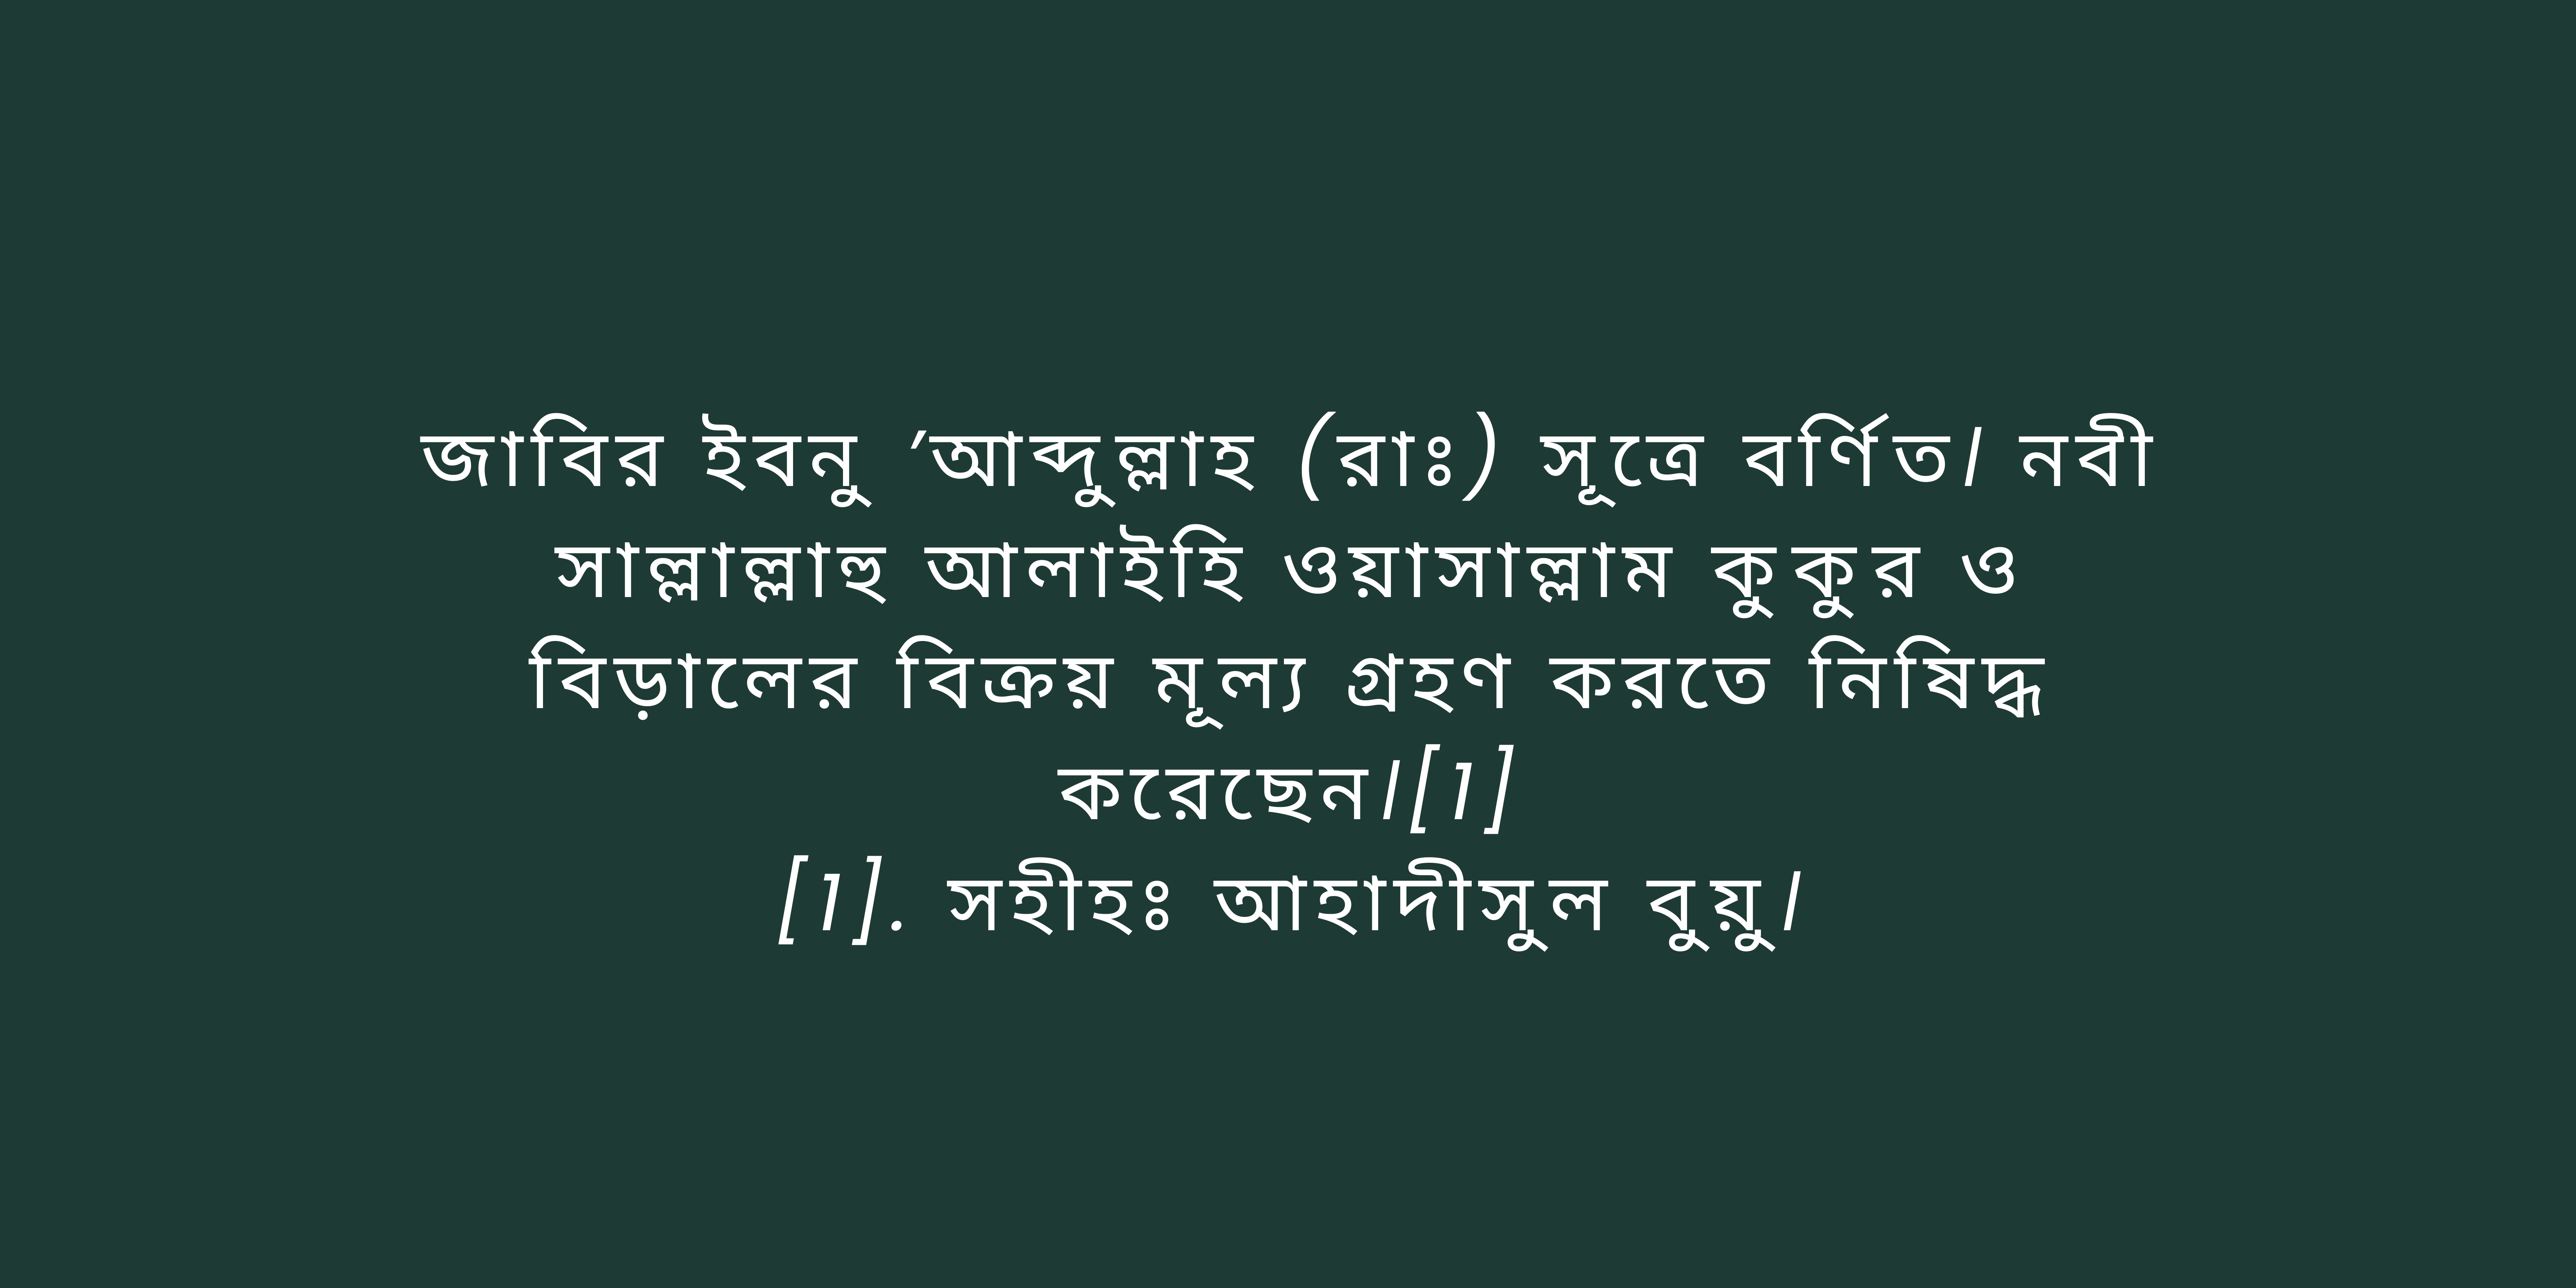 জাবির ইবনু ’আব্দুল্লাহ (রাঃ) সূত্রে বর্ণিত। নবী
সাল্লাল্লাহু আলাইহি ওয়াসাল্লাম কুকুর ও
বিড়ালের বিক্রয় মূল্য গ্রহণ করতে নিষিদ্ধ
করেছেন।[1]
[1]. সহীহঃ আহাদীসুল বুয়ু।